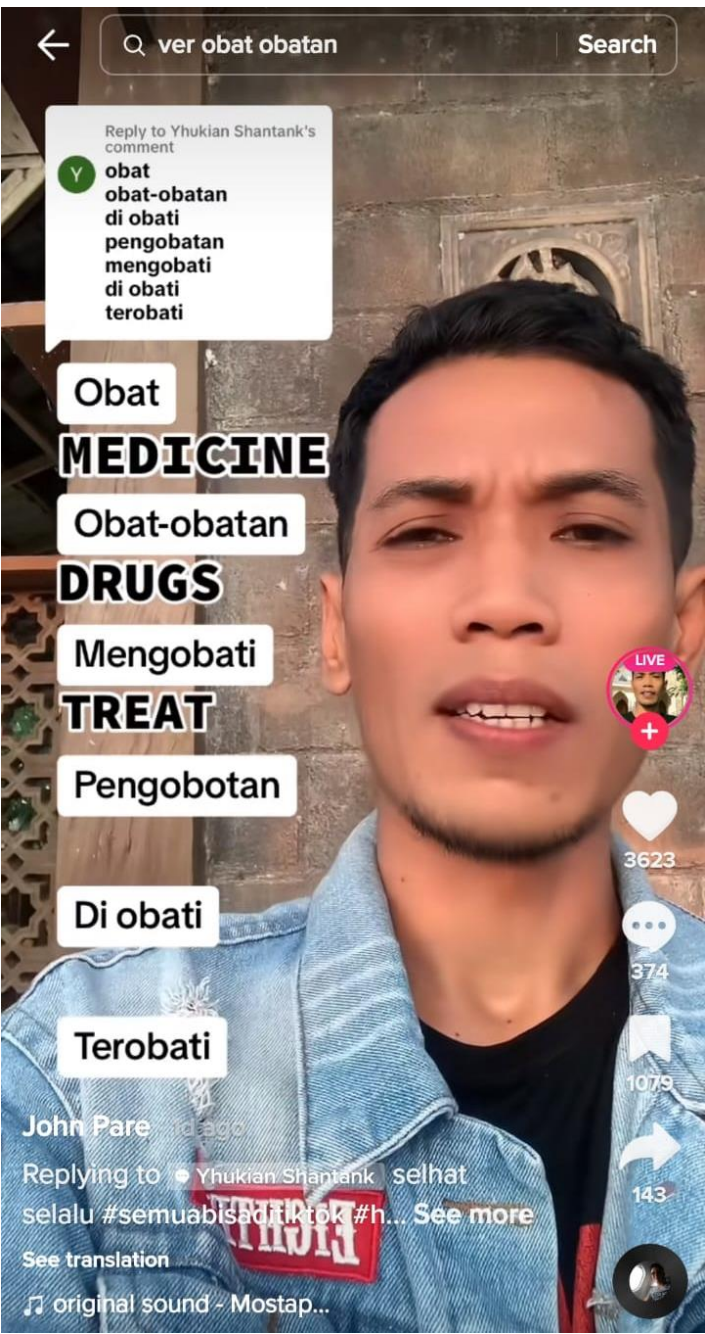 ver obat obatan
Search
Reply to Yhukian Shantank's
comment
Y
obat
obat-obatan
di obati
pengobatan
mengobati
di obati
terobati
Obat
MEDICINE
Obat-obatan
DRUGS
Mengobati
TREAT
Pengobotan
Di obati
Terobati
LIVE
3623
374
1079
143
John Pare · 1d ago
Replying to Yhukian Shantank selhat
selalu #semuabisaditiktok #h... See more
FIGHT
See translation
original sound - Mostap...